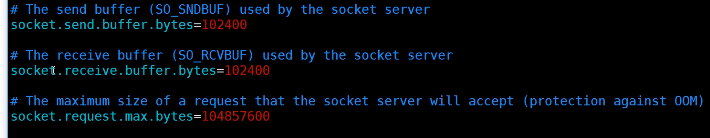 # The send buffer (SO_SNDBUF) used by the socket server
socket.send.buffer.bytes=102400
# The receive buffer (SO_RCVBUF) used by the socket server
socket.receive.buffer.bytes=102400
# The maximum size of a request that the socket server will accept (protection against OOM)
socket.request.max.bytes=104857600